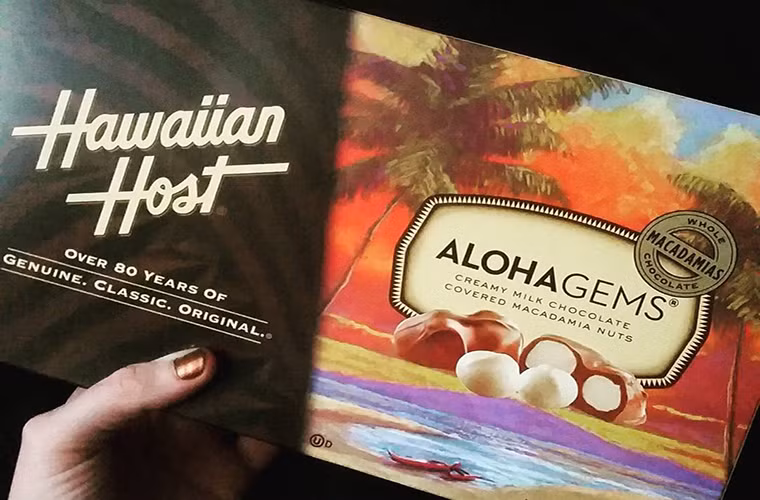 Hawaiian
Host®
OVER 80 YEARS OF
GENUINE. CLASSIC. ORIGINAL.®
ALOHAGEMS®
CREAMY MILK CHOCOLATE
COVERED MACADAMIA NUTS
WHOLE
MACADAMIAS
CHOCOLATE
U D